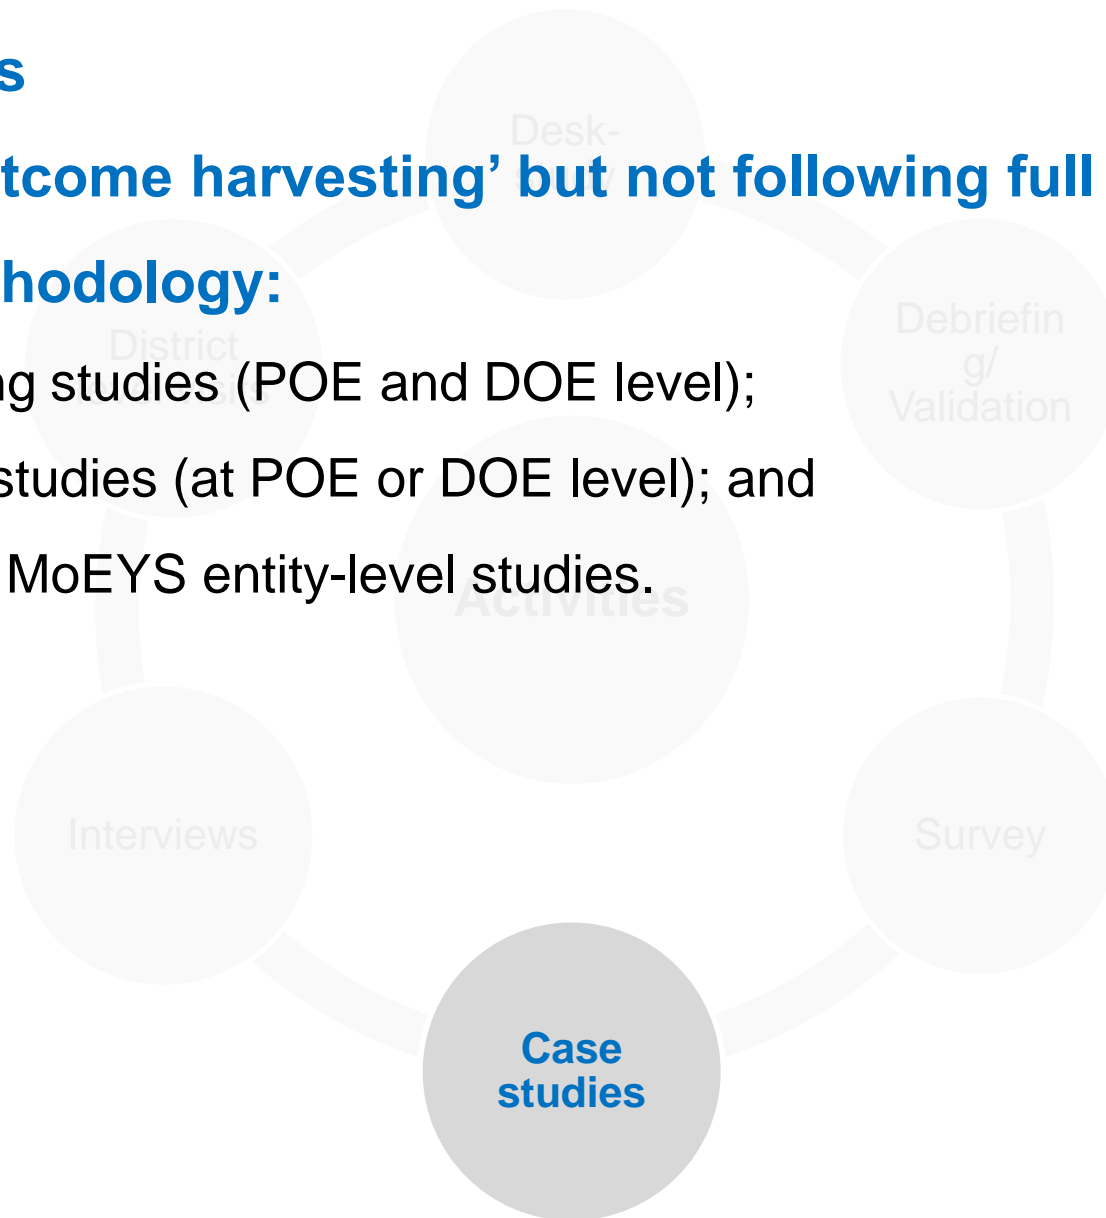 s
tcome harvesting’ but not following full
hodology:
ng studies (POE and DOE level);
studies (at POE or DOE level); and
MoEYS entity-level studies.
Desk-
District
Debriefin
g/
Validation
Activities
Interviews
Survey
Case
studies